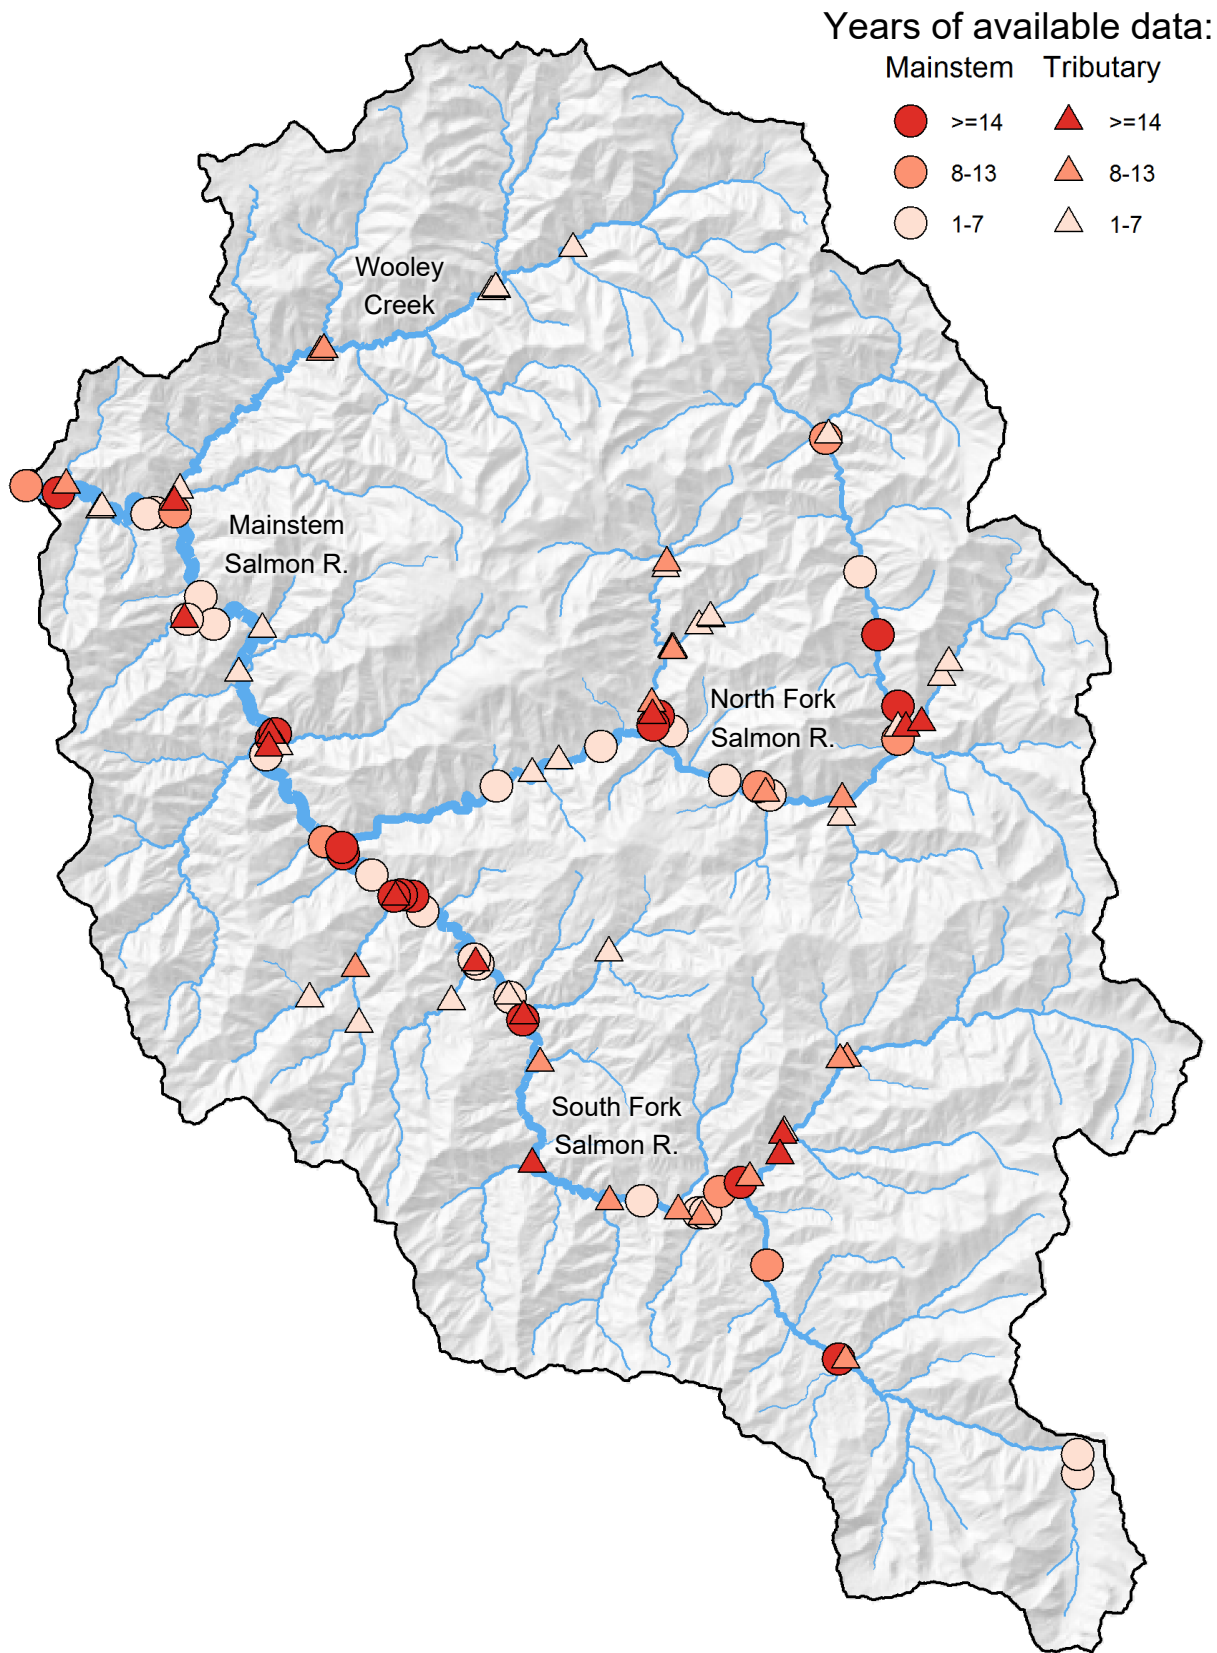 Years of available data:
Mainstem Tributary
>=14 >=14
8-13 8-13
1-7 1-7
Wooley
Creek
Mainstem
Salmon R.
North Fork
Salmon R.
South Fork
Salmon R.